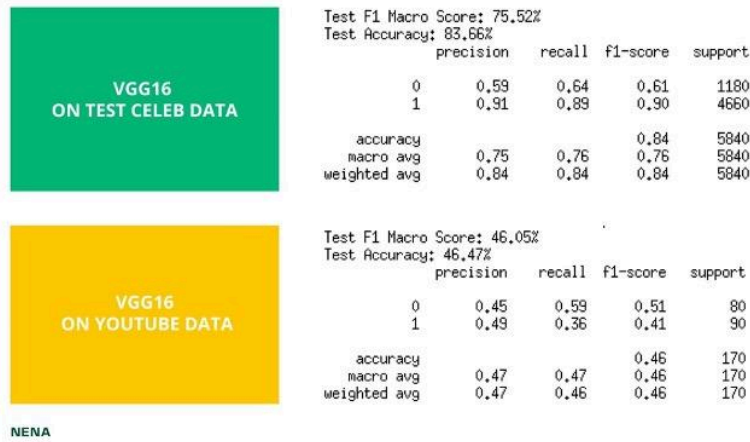 VGG16
ON TEST CELEB DATA
Test F1 Macro Score: 75.52%
Test Accuracy: 83.66%
precision recall f1-score support
0 0.59 0.64 0.61 1180
1 0.91 0.89 0.90 4660
accuracy 0.84 5840
macro avg 0.75 0.76 0.76 5840
weighted avg 0.84 0.84 0.84 5840
VGG16
ON YOUTUBE DATA
Test F1 Macro Score: 46.05%
Test Accuracy: 46.47%
precision recall f1-score support
0 0.45 0.59 0.51 80
1 0.49 0.36 0.41 90
accuracy 0.46 170
macro avg 0.47 0.47 0.46 170
weighted avg 0.47 0.46 0.46 170
NENA